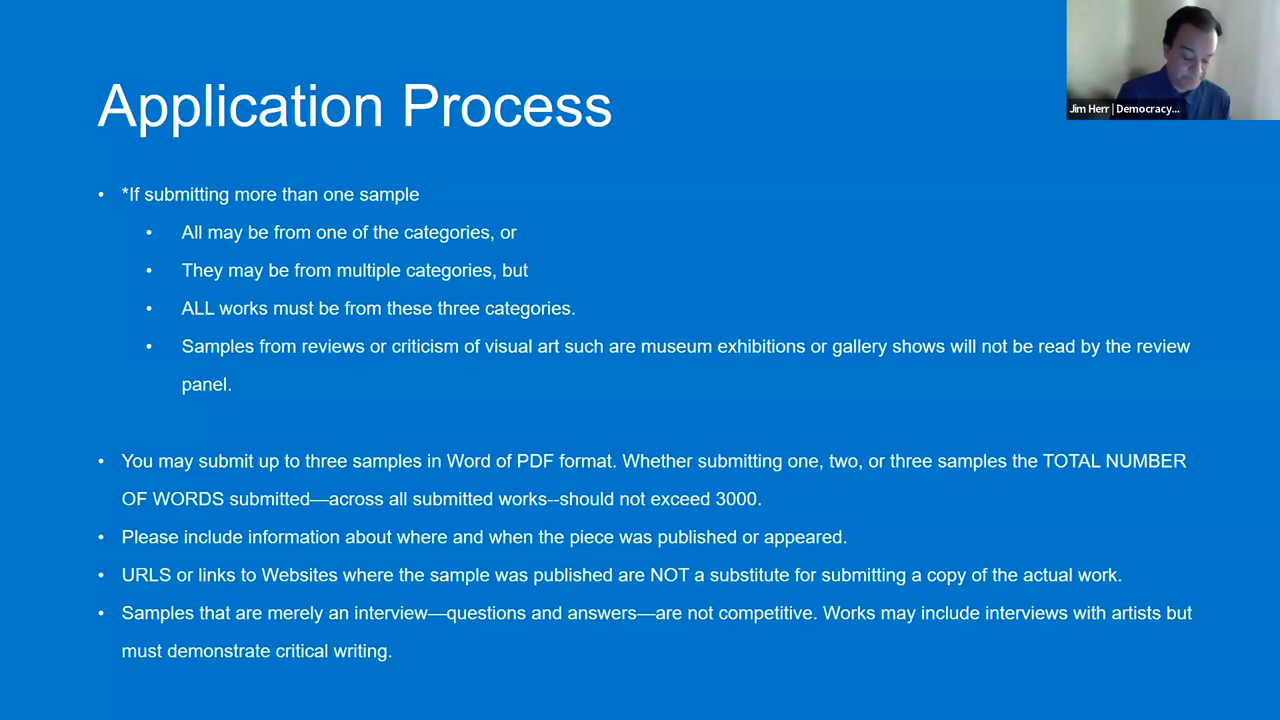 Application Process
Jim Herr | Democracy...
• *If submitting more than one sample
• All may be from one of the categories, or
• They may be from multiple categories, but
• ALL works must be from these three categories.
• Samples from reviews or criticism of visual art such are museum exhibitions or gallery shows will not be read by the review
panel.
• You may submit up to three samples in Word of PDF format. Whether submitting one, two, or three samples the TOTAL NUMBER
OF WORDS submitted—across all submitted works--should not exceed 3000.
• Please include information about where and when the piece was published or appeared.
• URLS or links to Websites where the sample was published are NOT a substitute for submitting a copy of the actual work.
• Samples that are merely an interview—questions and answers—are not competitive. Works may include interviews with artists but
must demonstrate critical writing.